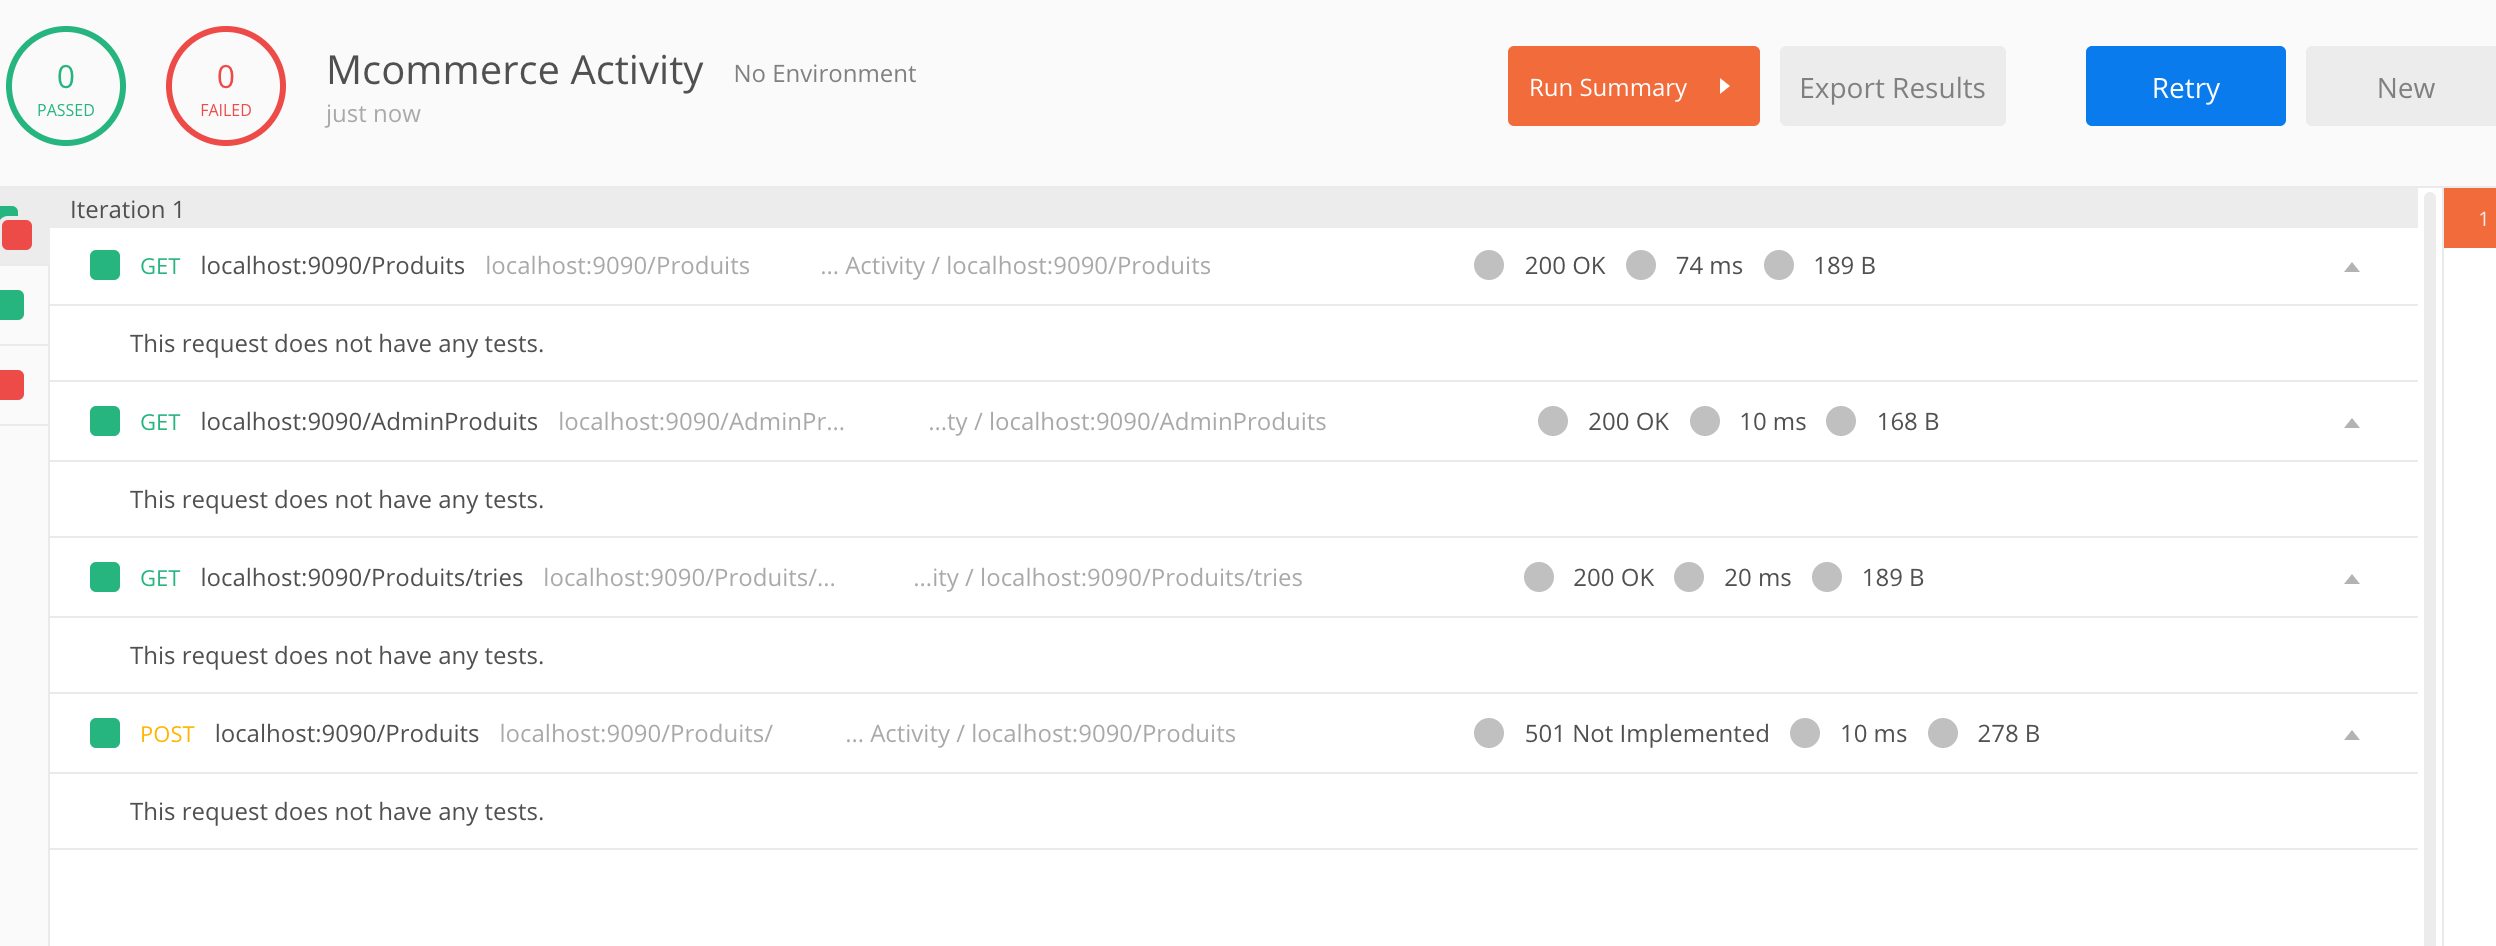 0
PASSED
0
FAILED
Mcommerce Activity No Environment
just now
Run Summary
Export Results
Retry
New
Iteration 1
1
GET localhost:9090/Produits localhost:9090/Produits ... Activity / localhost:9090/Produits 200 OK 74 ms 189 B
This request does not have any tests.
GET localhost:9090/AdminProduits localhost:9090/AdminPr... ...ty / localhost:9090/AdminProduits 200 OK 10 ms 168 B
This request does not have any tests.
GET localhost:9090/Produits/tries localhost:9090/Produits/... ...ity / localhost:9090/Produits/tries 200 OK 20 ms 189 B
This request does not have any tests.
POST localhost:9090/Produits localhost:9090/Produits/ ... Activity / localhost:9090/Produits 501 Not Implemented 10 ms 278 B
This request does not have any tests.